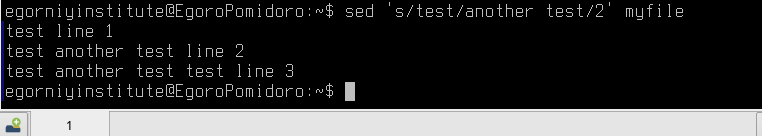 egorniyinstitute@EgoroPomidoro:~$ sed 's/test/another test/2' myfile
test line 1
test another test line 2
test another test test line 3
egorniyinstitute@EgoroPomidoro:~$
1